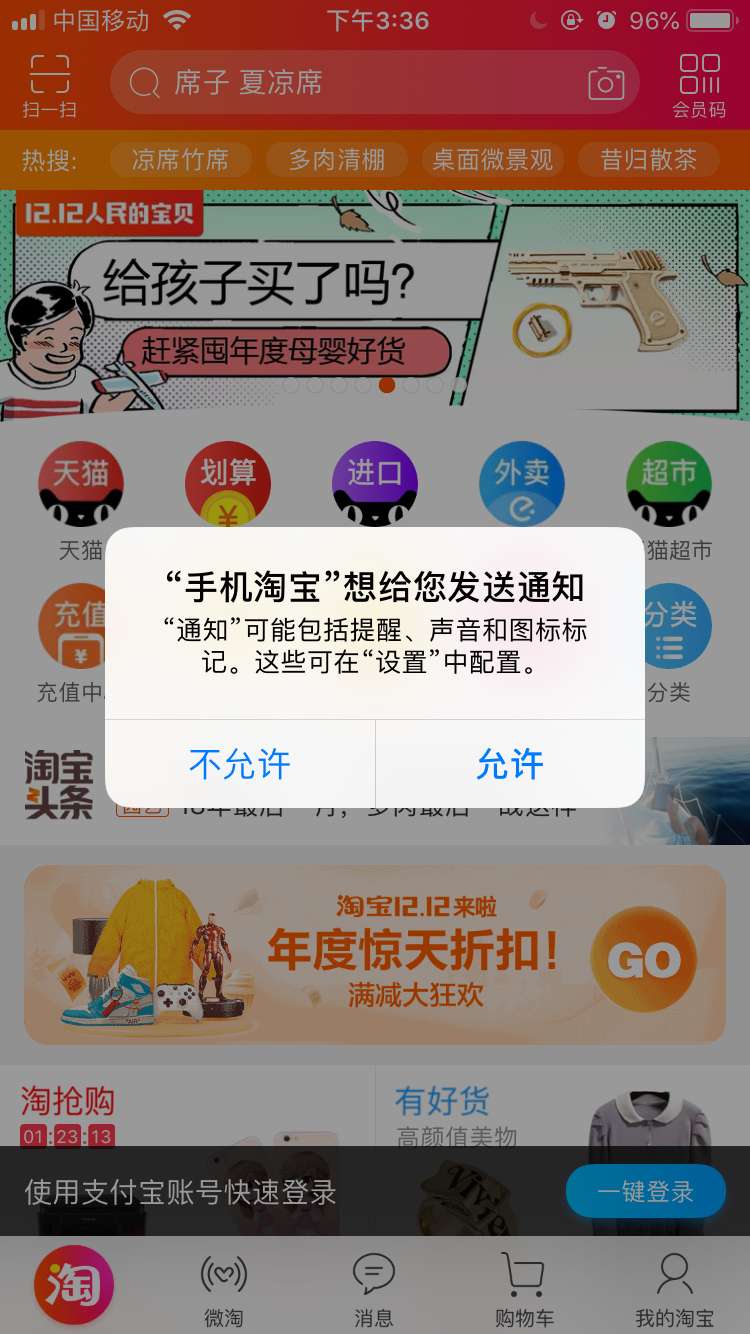 中国移动
下午3:36
96%
扫一扫
席子 夏凉席
会员码
热搜:
凉席竹席
多肉清棚
桌面微景观
昔归散茶
12.12人民的宝贝
给孩子买了吗?
赶紧囤年度母婴好货
天猫
划算
进口
外卖
超市
天猫
猫超市
充值
分类
充值中
分类
“手机淘宝”想给您发送通知
“通知”可能包括提醒、声音和图标标
记。这些可在“设置”中配置。
不允许
允许
淘宝
头条
淘宝12.12来啦
年度惊天折扣!
满减大狂欢
GO
淘抢购
01:23:13
有好货
高颜值美物
使用支付宝账号快速登录
一键登录
淘
微淘
消息
购物车
我的淘宝